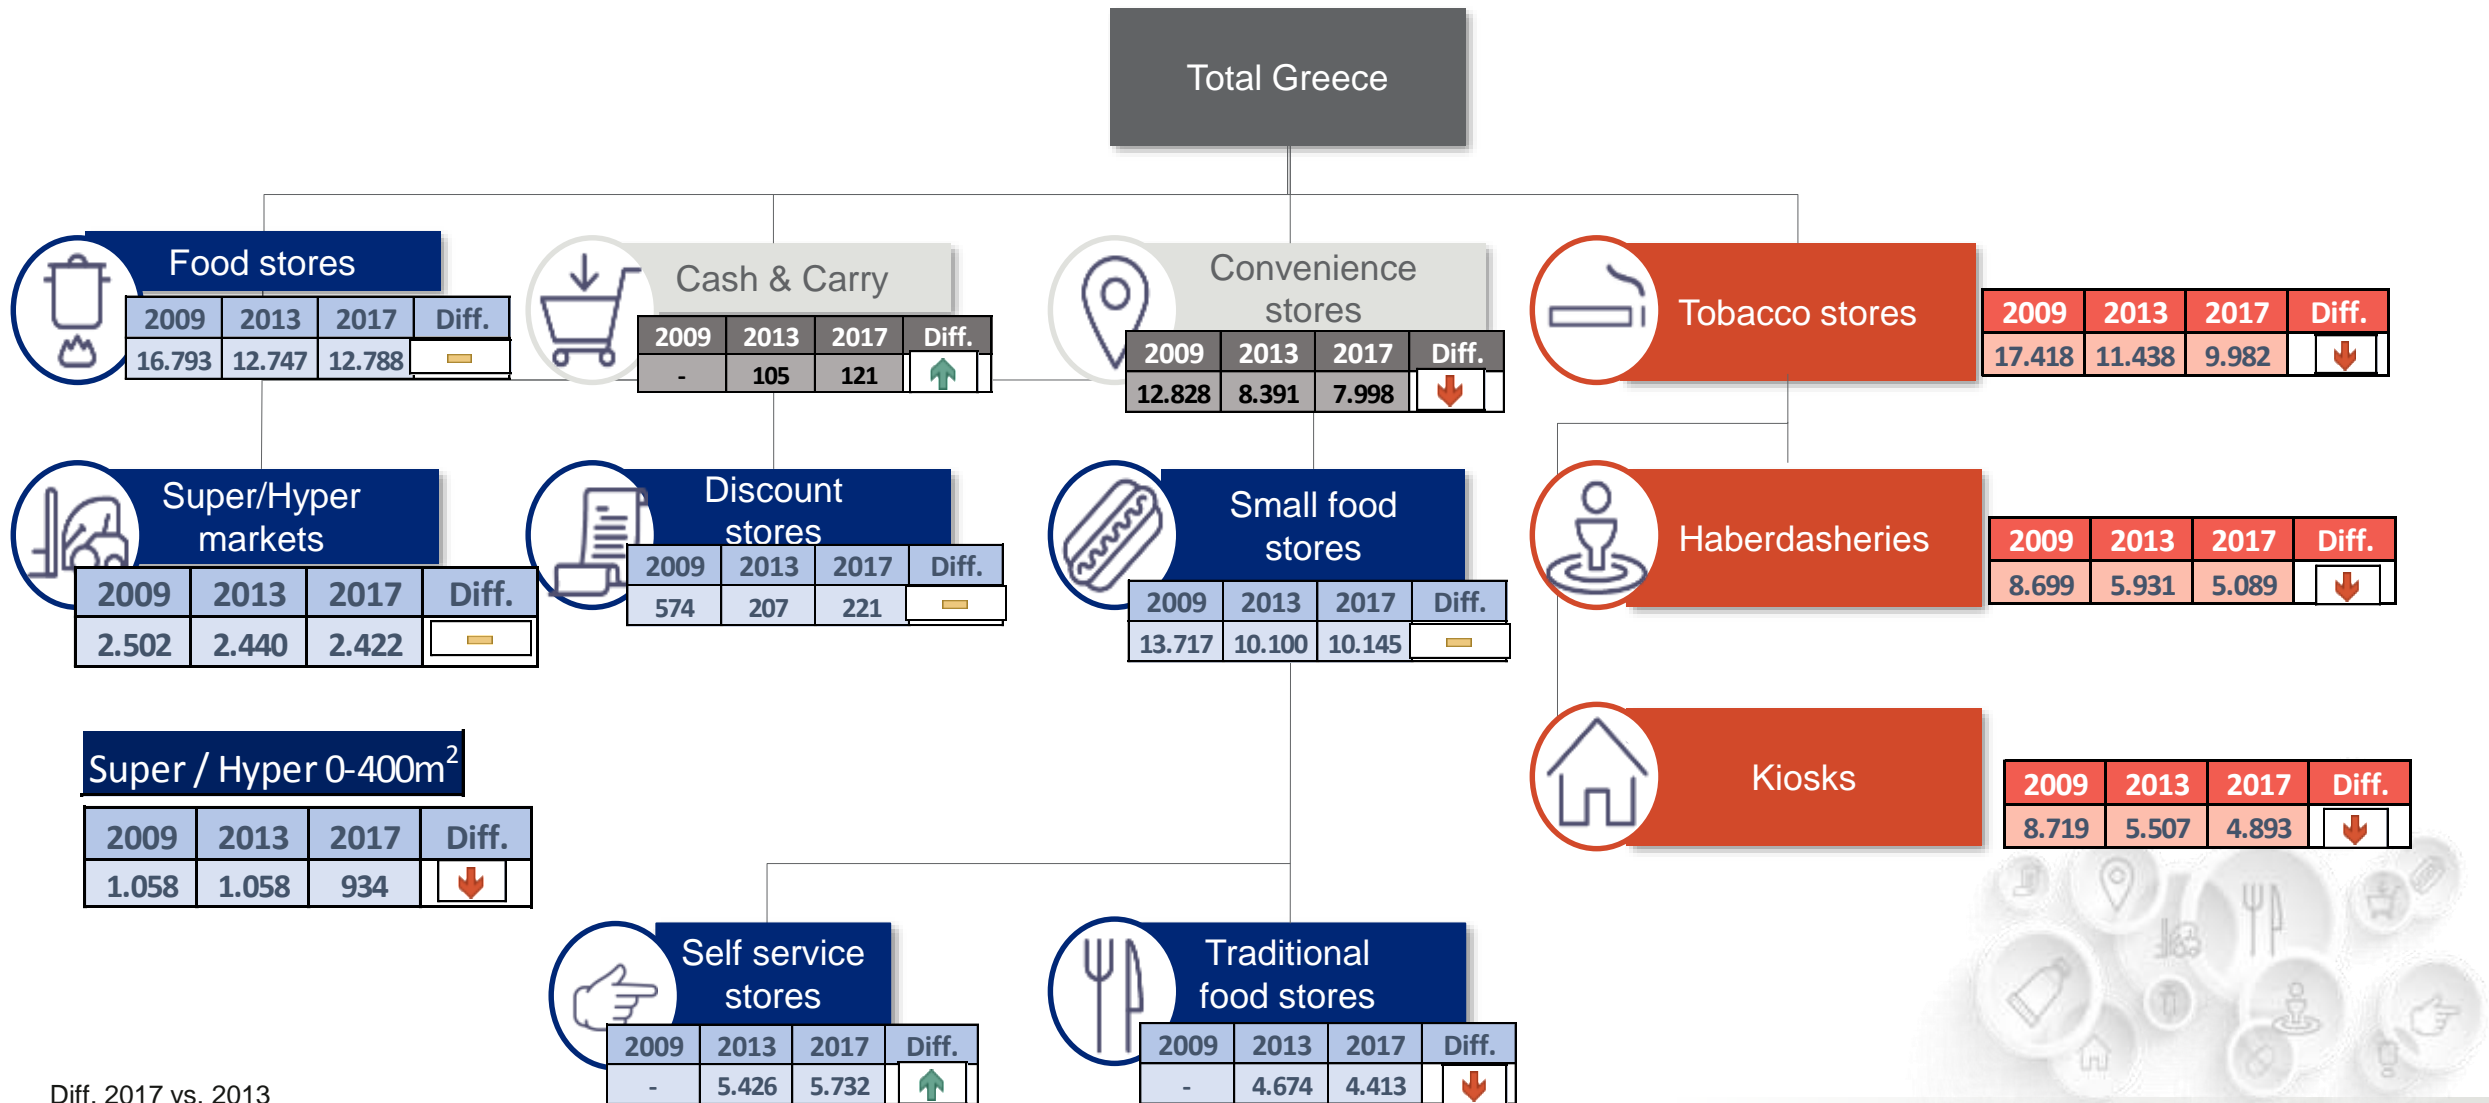 Total Greece
Food stores
2009 2013 2017 Diff.
16.793 12.747 12.788
Cash & Carry
2009 2013 2017 Diff.
- 105 121
Convenience
stores
2009 2013 2017 Diff.
12.828 8.391 7.998
Tobacco stores
2009 2013 2017 Diff.
17.418 11.438 9.982
Super/Hyper
markets
2009 2013 2017 Diff.
2.502 2.440 2.422
Discount
stores
2009 2013 2017 Diff.
574 207 221
Small food
stores
2009 2013 2017 Diff.
13.717 10.100 10.145
Haberdasheries
2009 2013 2017 Diff.
8.699 5.931 5.089
Super / Hyper 0-400m²
2009 2013 2017 Diff.
1.058 1.058 934
Kiosks
2009 2013 2017 Diff.
8.719 5.507 4.893
Self service
stores
2009 2013 2017 Diff.
- 5.426 5.732
Traditional
food stores
2009 2013 2017 Diff.
- 4.674 4.413
Diff. 2017 vs. 2013